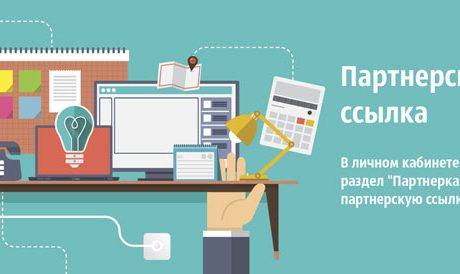 Партнерск
ссылка
В личном кабинете
раздел "Партнерка
партнерскую ссылк